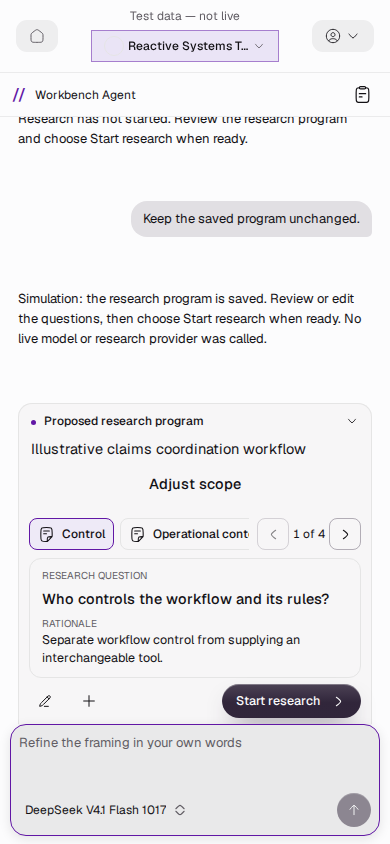 Test data — not live
Reactive Systems T...
// Workbench Agent
Research has not started. Review the research program
and choose Start research when ready.
Keep the saved program unchanged.
Simulation: the research program is saved. Review or edit
the questions, then choose Start research when ready. No
live model or research provider was called.
Proposed research program
Illustrative claims coordination workflow
Adjust scope
Control
Operational cont
1 of 4
RESEARCH QUESTION
Who controls the workflow and its rules?
RATIONALE
Separate workflow control from supplying an
interchangeable tool.
Start research
Refine the framing in your own words
DeepSeek V4.1 Flash 1017